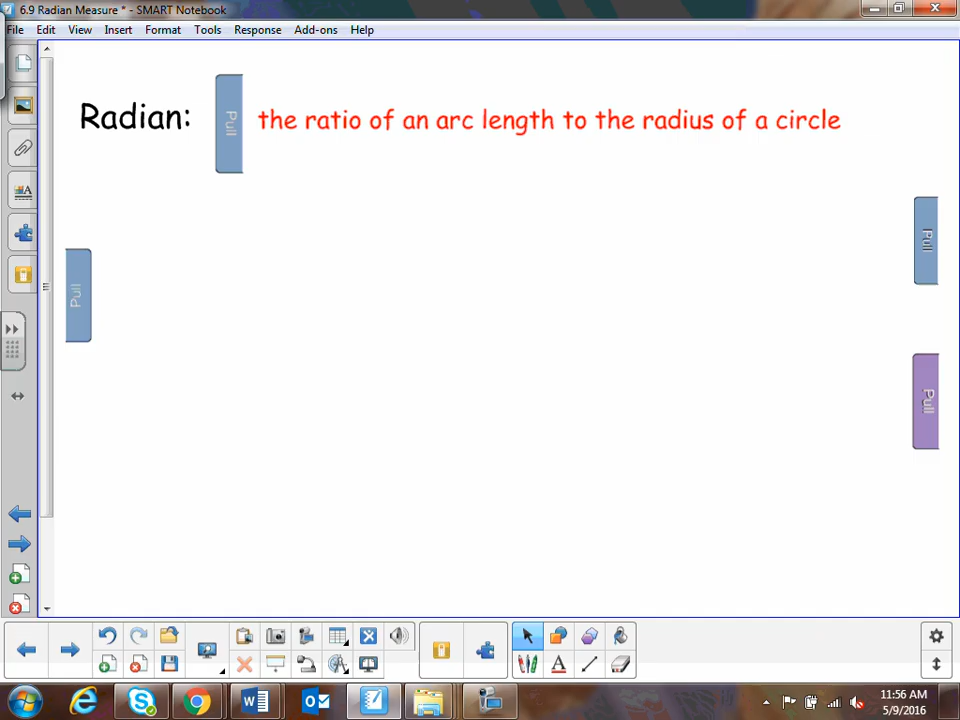 6.9 Radian Measure * - SMART Notebook
File Edit View Insert Format Tools Response Add-ons Help
Radian: Pull the ratio of an arc length to the radius of a circle
Pull
Pull
Pull
11:56 AM
5/9/2016